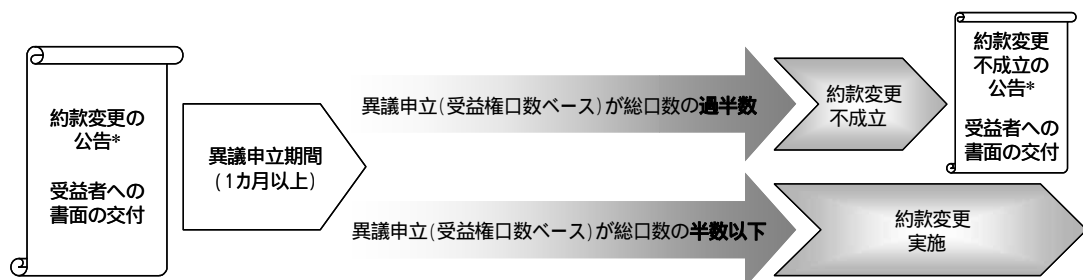 約款変更の
公告*
受益者への
書面の交付
異議申立期間
(1カ月以上)
異議申立(受益権口数ベース)が総口数の過半数
約款変更
不成立
約款変更
不成立の
公告*
受益者への
書面の交付
異議申立(受益権口数ベース)が総口数の半数以下
約款変更
実施